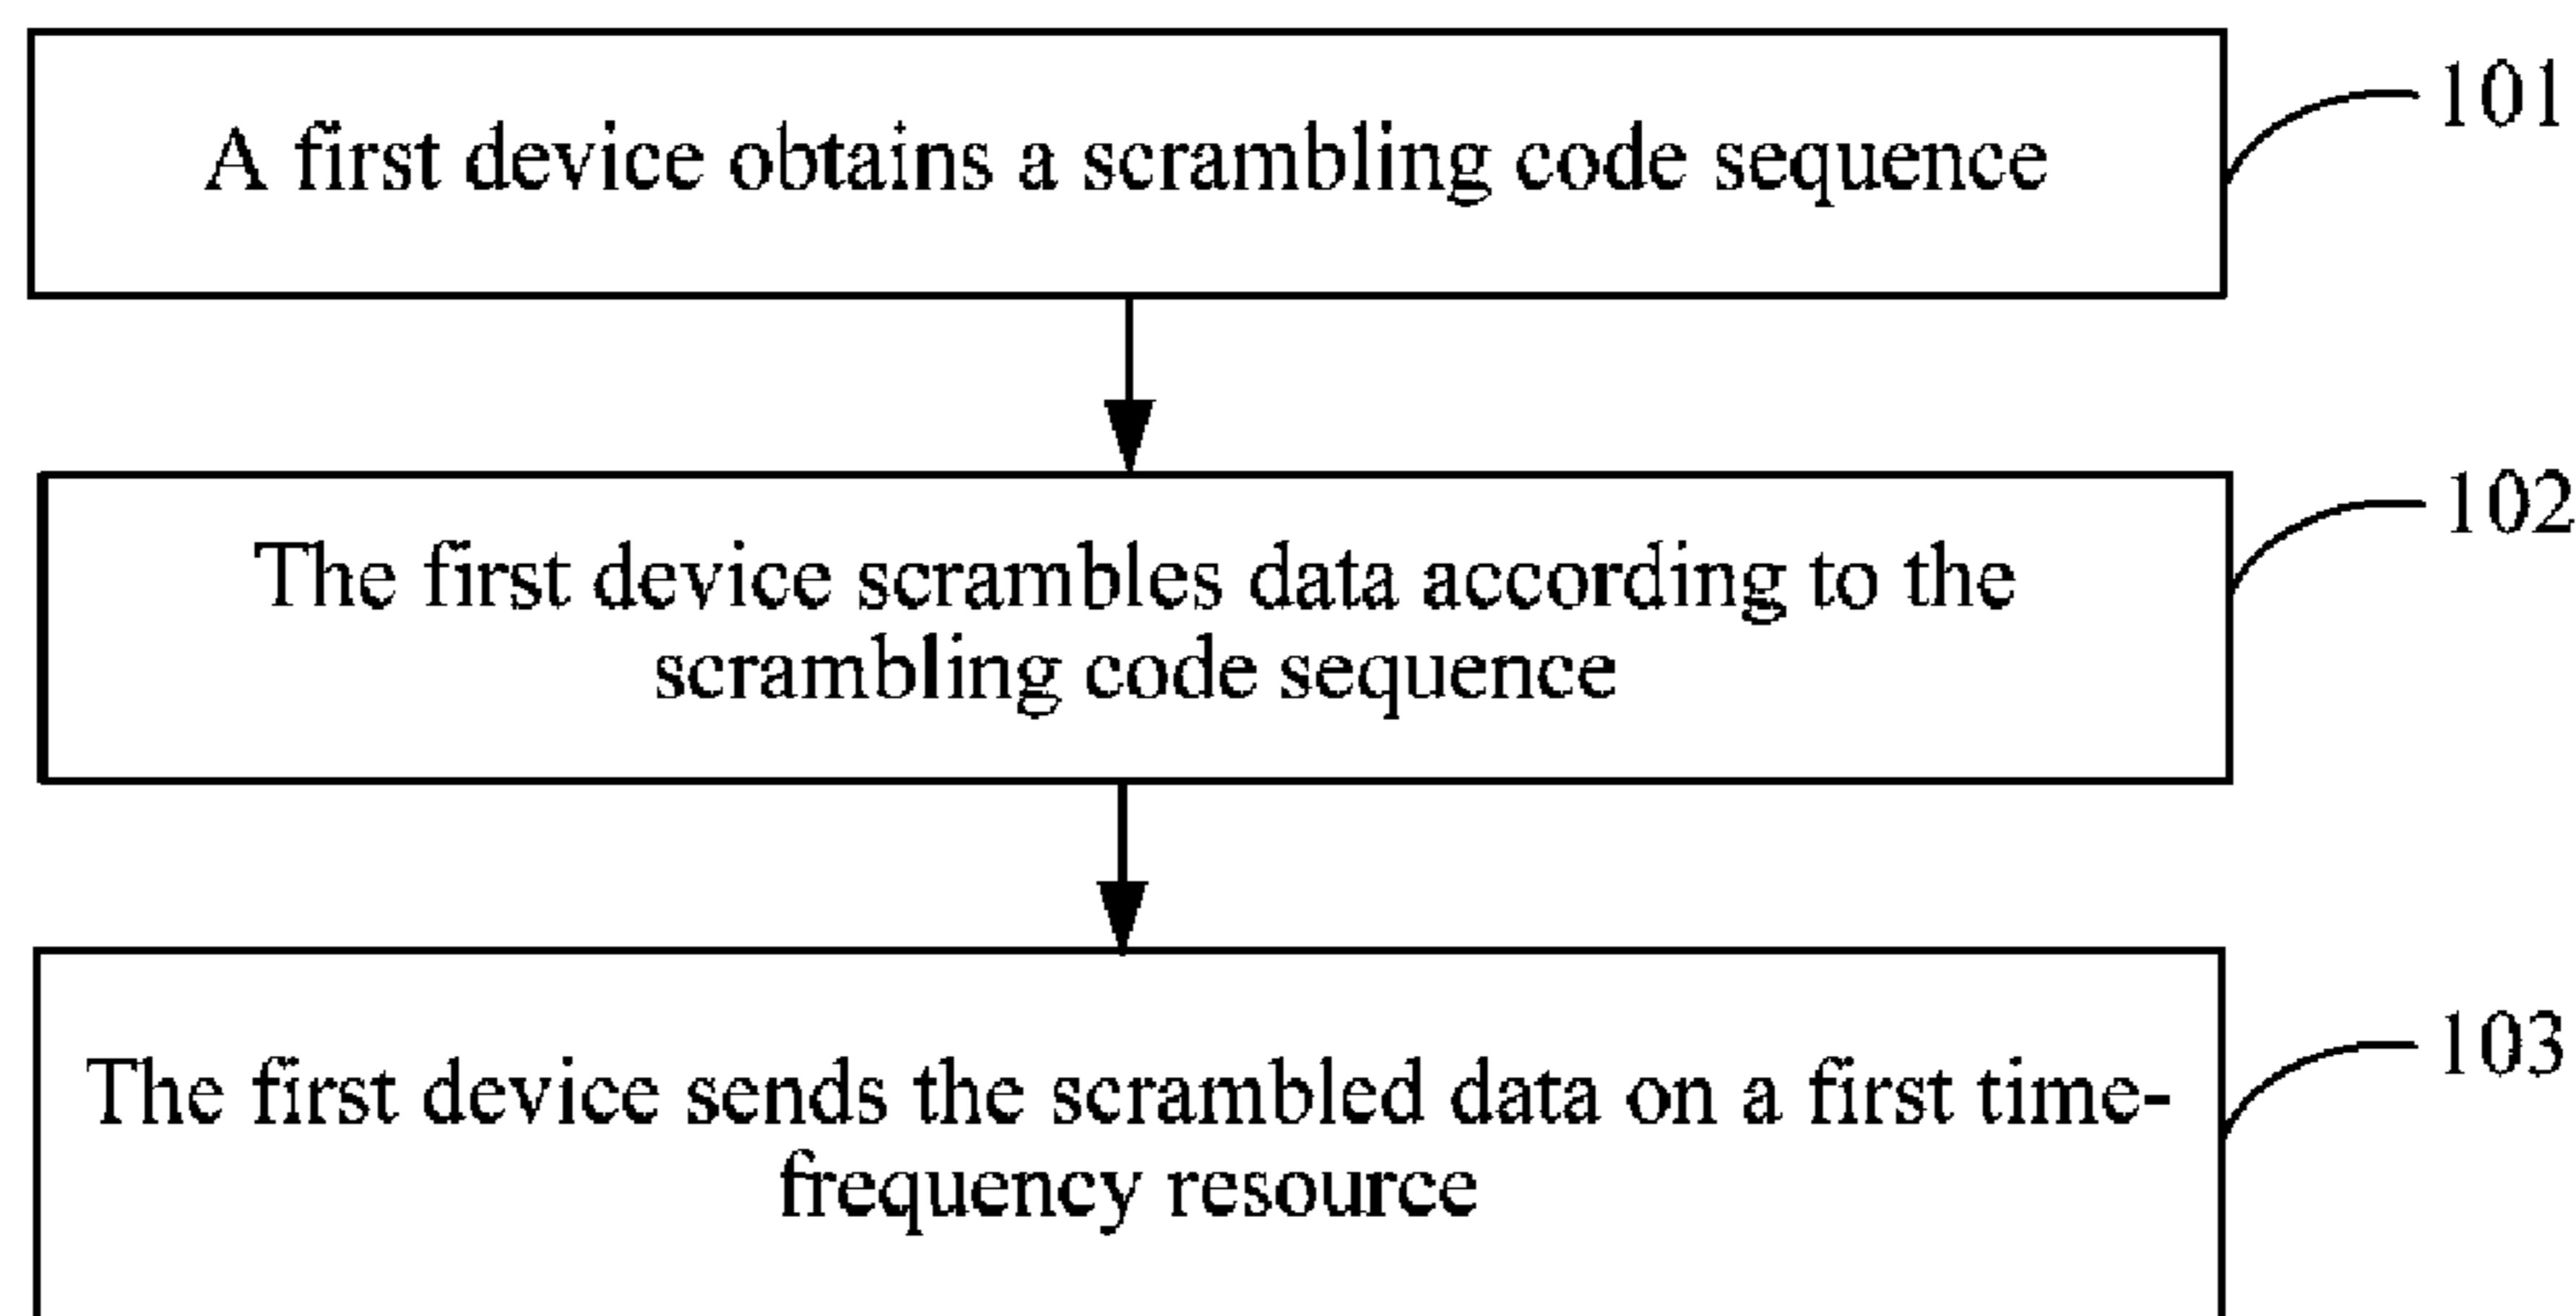 A first device obtains a scrambling code sequence
101
The first device scrambles data according to the
scrambling code sequence
102
The first device sends the scrambled data on a first time-
frequency resource
103